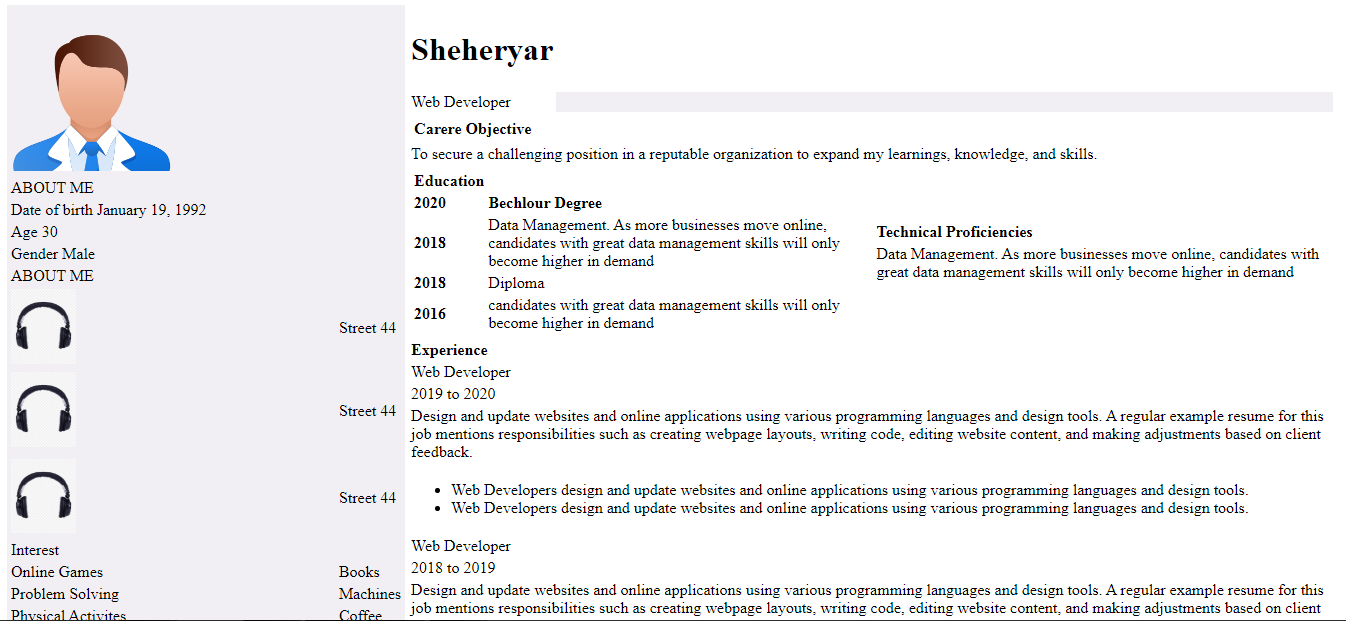 ABOUT ME
Date of birth January 19, 1992
Age 30
Gender Male
ABOUT ME
Street 44
Street 44
Street 44
Interest
Online Games Books
Problem Solving Machines
Physical Activites Coffee
Sheheryar
Web Developer
Carere Objective
To secure a challenging position in a reputable organization to expand my learnings, knowledge, and skills.
Education
2020 Bechlour Degree
2018 Data Management. As more businesses move online,
candidates with great data management skills will only
become higher in demand
2018 Diploma
2016 candidates with great data management skills will only
become higher in demand
Technical Proficiencies
Data Management. As more businesses move online, candidates with
great data management skills will only become higher in demand
Experience
Web Developer
2019 to 2020
Design and update websites and online applications using various programming languages and design tools. A regular example resume for this
job mentions responsibilities such as creating webpage layouts, writing code, editing website content, and making adjustments based on client
feedback.
• Web Developers design and update websites and online applications using various programming languages and design tools.
• Web Developers design and update websites and online applications using various programming languages and design tools.
Web Developer
2018 to 2019
Design and update websites and online applications using various programming languages and design tools. A regular example resume for this
job mentions responsibilities such as creating webpage layouts, writing code, editing website content, and making adjustments based on client